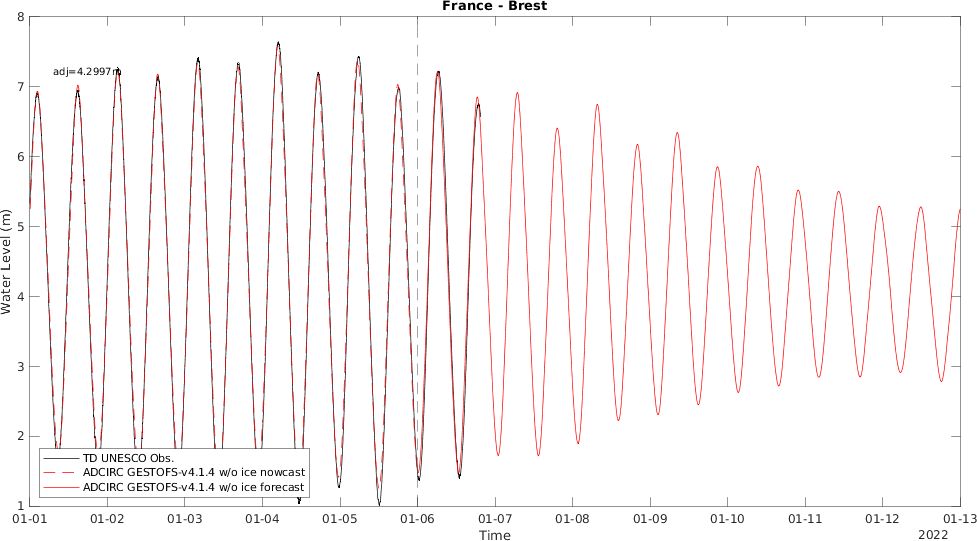 France - Brest
8
7
6
5
4
3
2
1
Water Level (m)
adj=4.2997m
TD UNESCO Obs.
ADCIRC GESTOFS-v4.1.4 w/o ice nowcast
ADCIRC GESTOFS-v4.1.4 w/o ice forecast
01-01 01-02 01-03 01-04 01-05 01-06 01-07 01-08 01-09 01-10 01-11 01-12 01-13
Time
2022